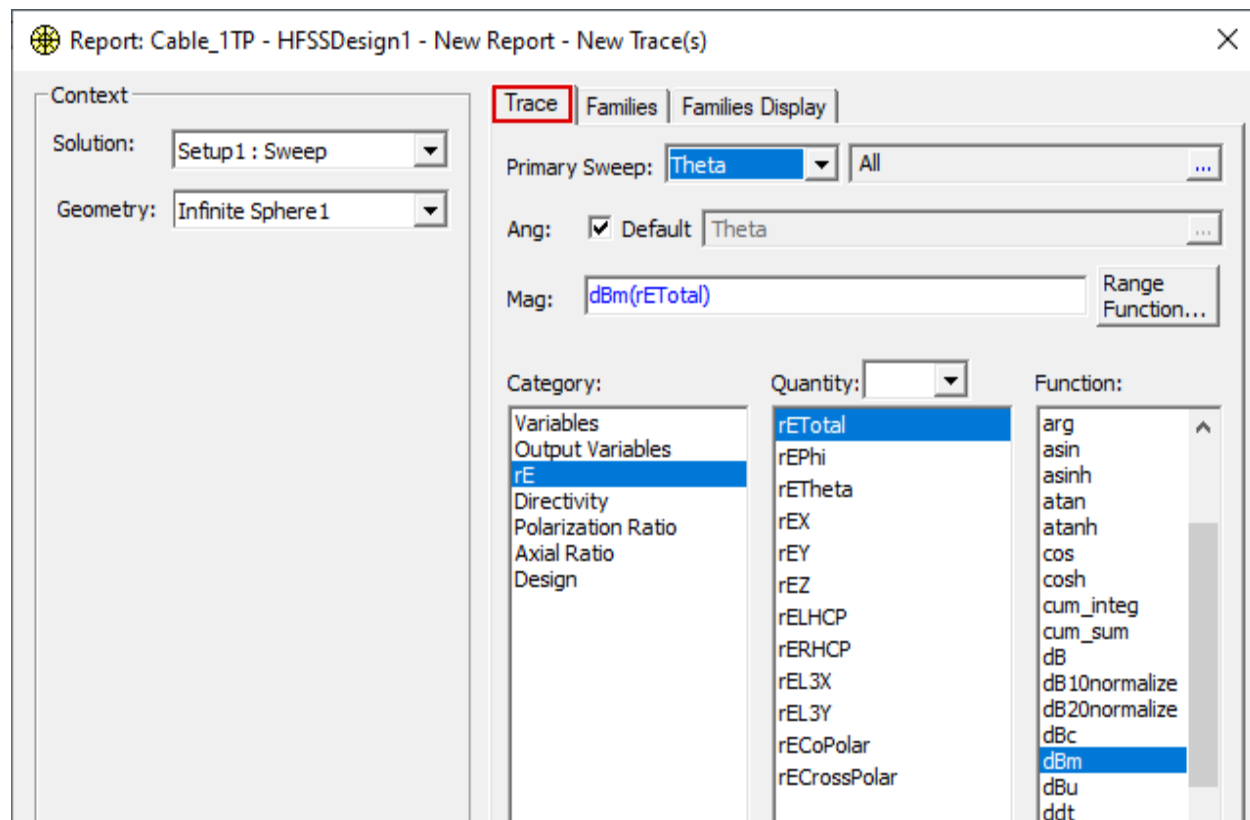 Report: Cable_1TP - HFSSDesign1 - New Report - New Trace(s)
Context
Solution: Setup1 : Sweep
Geometry: Infinite Sphere1
Trace Families Families Display
Primary Sweep: Theta All ...
Ang: Default Theta ...
Mag: dBm(rETotal) Range Function...
Category:
Variables
Output Variables
rE
Directivity
Polarization Ratio
Axial Ratio
Design
Quantity:
rETotal
rEPhi
rETheta
rEX
rEY
rEZ
rELHCP
rERHCP
rEL3X
rEL3Y
rECoPolar
rECrossPolar
Function:
arg
asin
asinh
atan
atanh
cos
cosh
cum_integ
cum_sum
dB
dB10normalize
dB20normalize
dBc
dBm
dBu
ddt